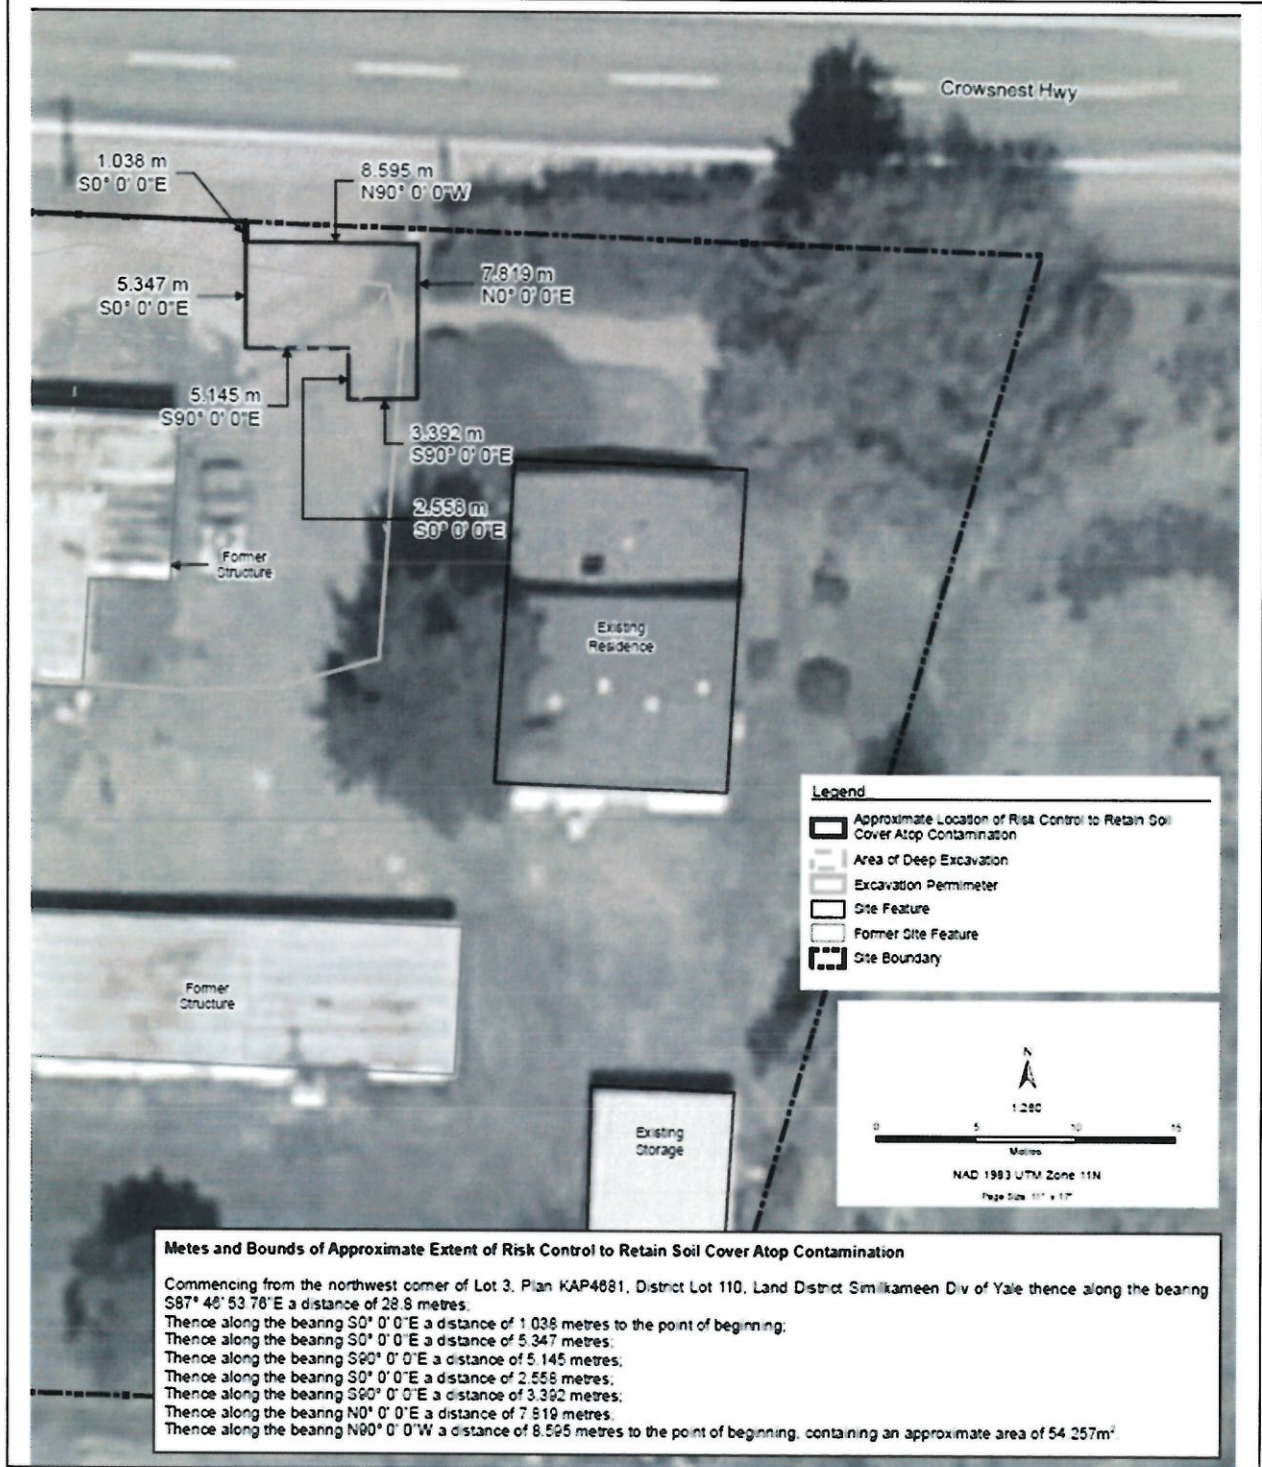 Crowsnest Hwy
1.038 m
S0° 0' 0"E
8.595 m
N90° 0' 0"W
5.347 m
S0° 0' 0"E
7.819 m
N0° 0' 0"E
5.145 m
S90° 0' 0"E
3.392 m
S90° 0' 0"E
2.558 m
S0° 0' 0"E
Former
Structure
Existing
Residence
Former
Structure
Existing
Storage
Legend
Approximate Location of Risk Control to Retain Soil
Cover Atop Contamination
Area of Deep Excavation
Excavation Permimeter
Site Feature
Former Site Feature
Site Boundary
N
1:280
0 5 10 15
Metres
NAD 1983 UTM Zone 11N
Page Size: 11" x 17"
Metes and Bounds of Approximate Extent of Risk Control to Retain Soil Cover Atop Contamination
Commencing from the northwest corner of Lot 3, Plan KAP4681, District Lot 110, Land District Similkameen Div of Yale thence along the bearing
S87° 46' 53.76"E a distance of 28.8 metres;
Thence along the bearing S0° 0' 0"E a distance of 1.038 metres to the point of beginning;
Thence along the bearing S0° 0' 0"E a distance of 5.347 metres;
Thence along the bearing S90° 0' 0"E a distance of 5.145 metres;
Thence along the bearing S0° 0' 0"E a distance of 2.558 metres;
Thence along the bearing S90° 0' 0"E a distance of 3.392 metres;
Thence along the bearing N0° 0' 0"E a distance of 7.819 metres;
Thence along the bearing N90° 0' 0"W a distance of 8.595 metres to the point of beginning, containing an approximate area of 54.257m².